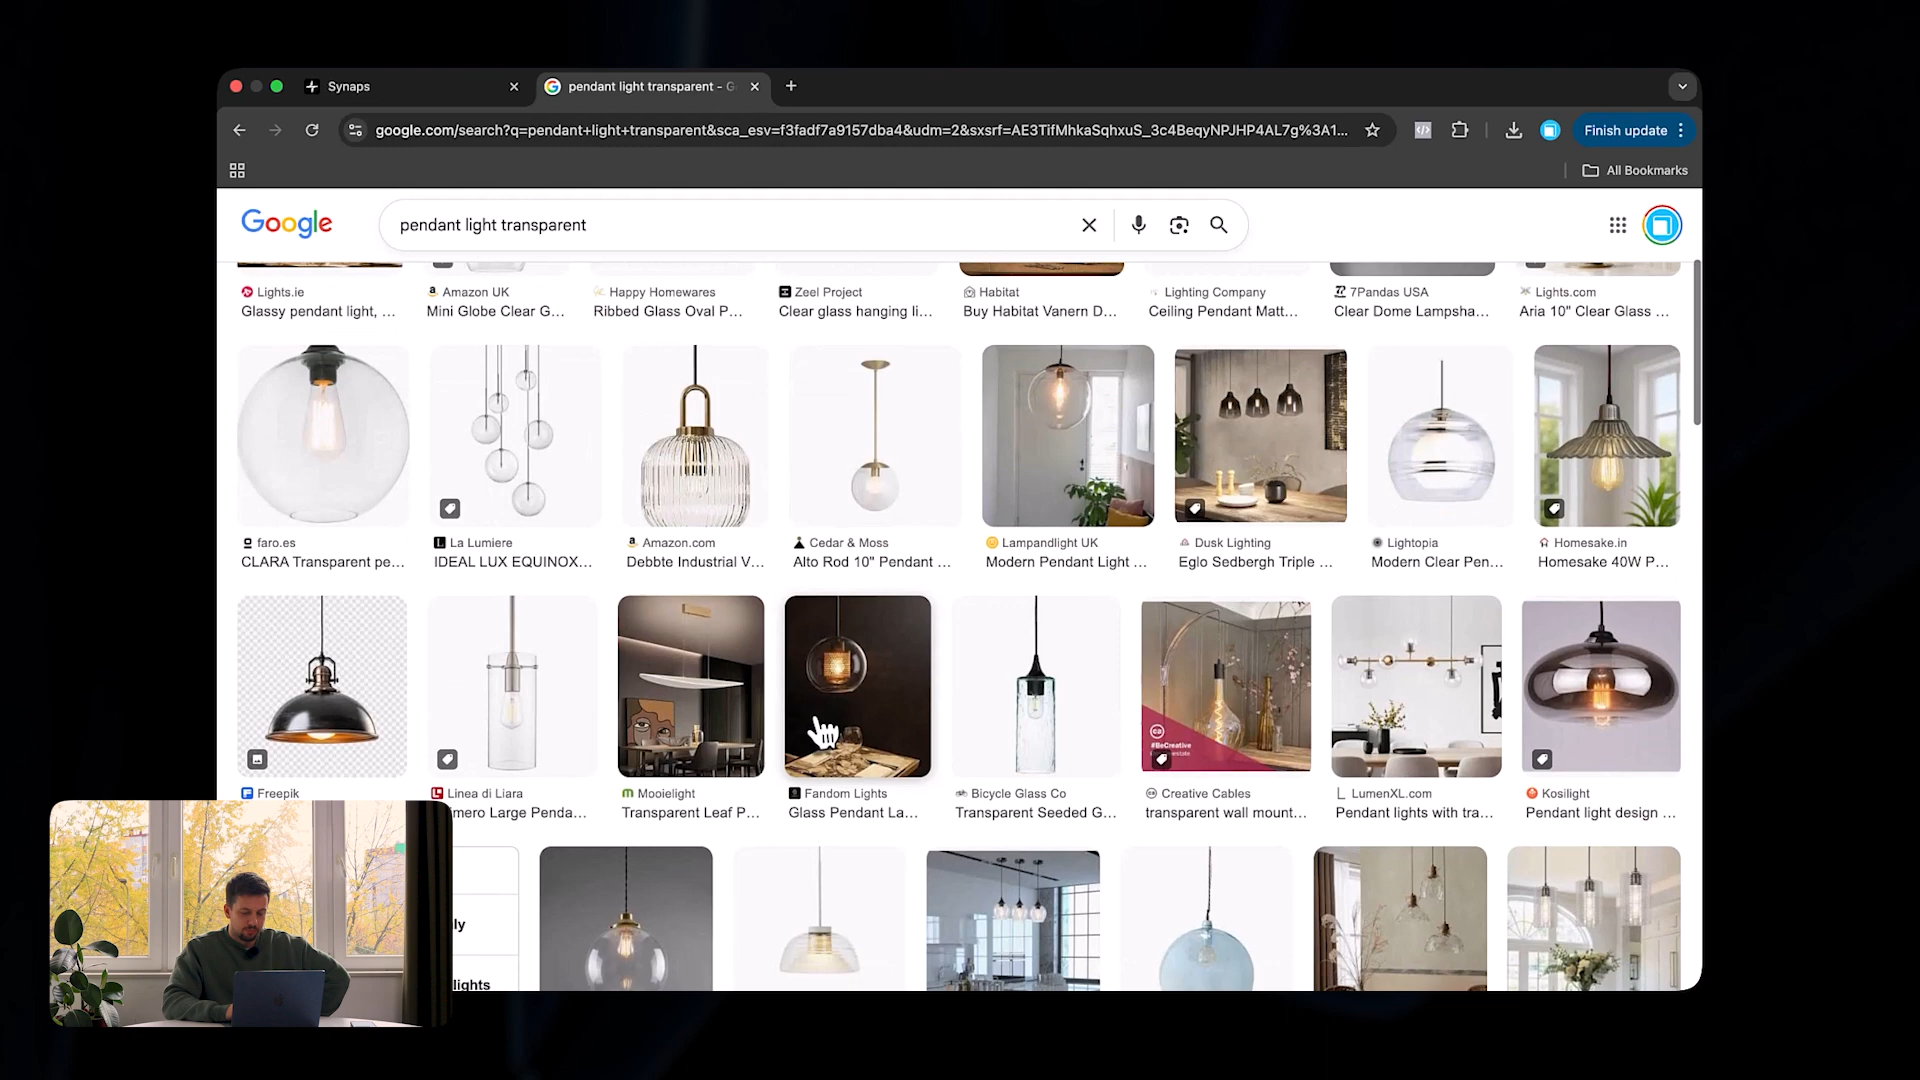 Synaps
pendant light transparent - G
google.com/search?q=pendant+light+transparent&sca_esv=f3fadf7a9157dba4&udm=2&sxsrf=AE3TifMhkaSqhxuS_3c4BeqyNPJHP4AL7g%3A1...
Finish update
All Bookmarks
Google
pendant light transparent
Lights.ie
Amazon UK
Happy Homewares
Zeel Project
Habitat
Lighting Company
7Pandas USA
Lights.com
Glassy pendant light, ...
Mini Globe Clear G...
Ribbed Glass Oval P...
Clear glass hanging li...
Buy Habitat Vanern D...
Ceiling Pendant Matt...
Clear Dome Lampsha...
Aria 10" Clear Glass ...
faro.es
La Lumiere
Amazon.com
Cedar & Moss
Lampandlight UK
Dusk Lighting
Lightopia
Homesake.in
CLARA Transparent pe...
IDEAL LUX EQUINOX...
Debbte Industrial V...
Alto Rod 10" Pendant ...
Modern Pendant Light ...
Eglo Sedbergh Triple ...
Modern Clear Pen...
Homesake 40W P...
#BeCreative
Freepik
Linea di Liara
Mooielight
Fandom Lights
Bicycle Glass Co
Creative Cables
LumenXL.com
Kosilight
mero Large Penda...
Transparent Leaf P...
Glass Pendant La...
Transparent Seeded G...
transparent wall mount...
Pendant lights with tra...
Pendant light design ...
ly
lights